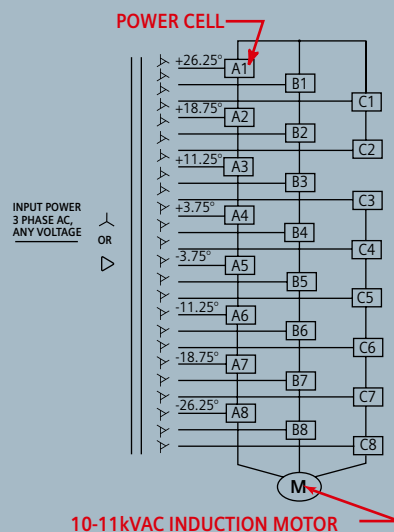 POWER CELL
+26.25°
A1
B1
C1
+18.75°
A2
B2
C2
+11.25°
A3
B3
C3
INPUT POWER
3 PHASE AC,
ANY VOLTAGE
OR
+3.75°
A4
B4
C4
-3.75°
A5
B5
C5
-11.25°
A6
B6
C6
-18.75°
A7
B7
C7
-26.25°
A8
B8
C8
M
10-11kVAC INDUCTION MOTOR